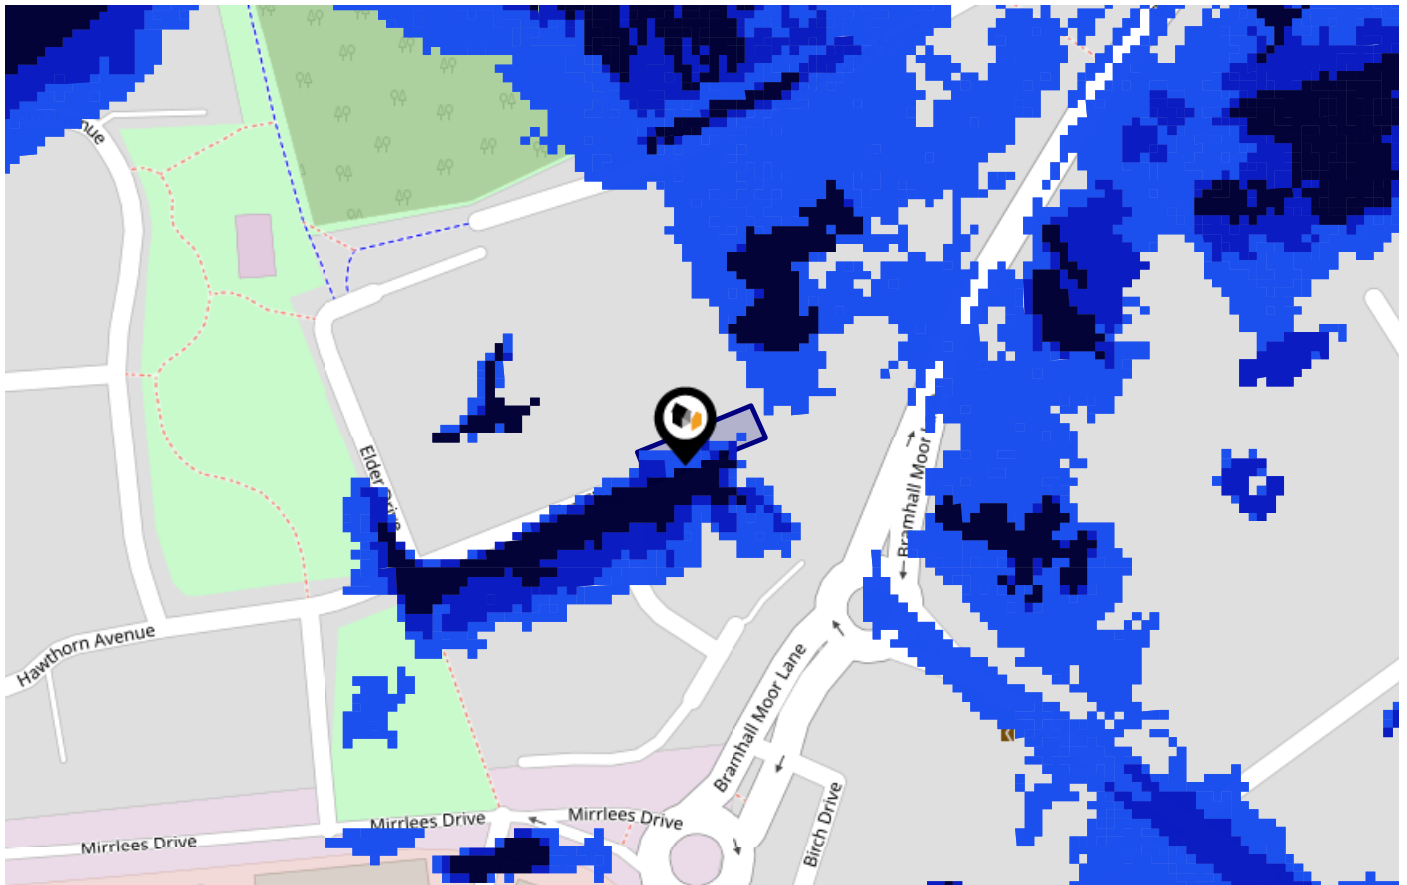 nue
Elder Drive
Bramhall Moor
Hawthorn Avenue
Bramhall Moor Lane
Mirrlees Drive
Mirrlees Drive
Mirrlees Drive
Birch Drive